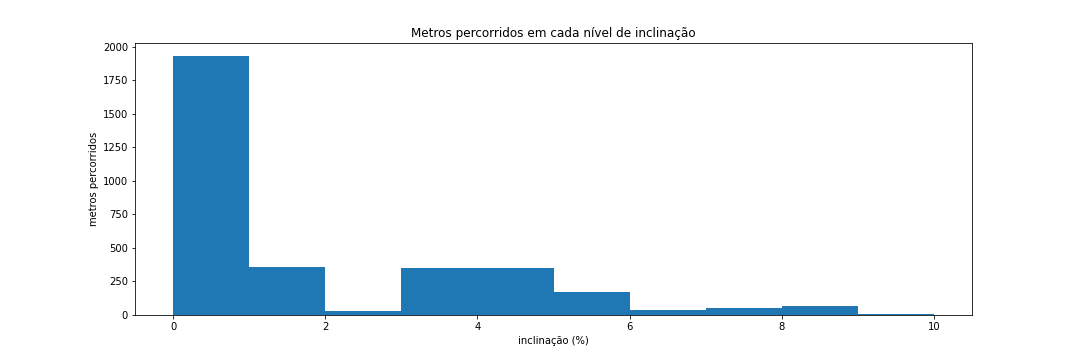 Metros percorridos em cada nível de inclinação
2000
1750
1500
1250
1000
750
500
250
0
metros percorridos
0 2 4 6 8 10
inclinação (%)